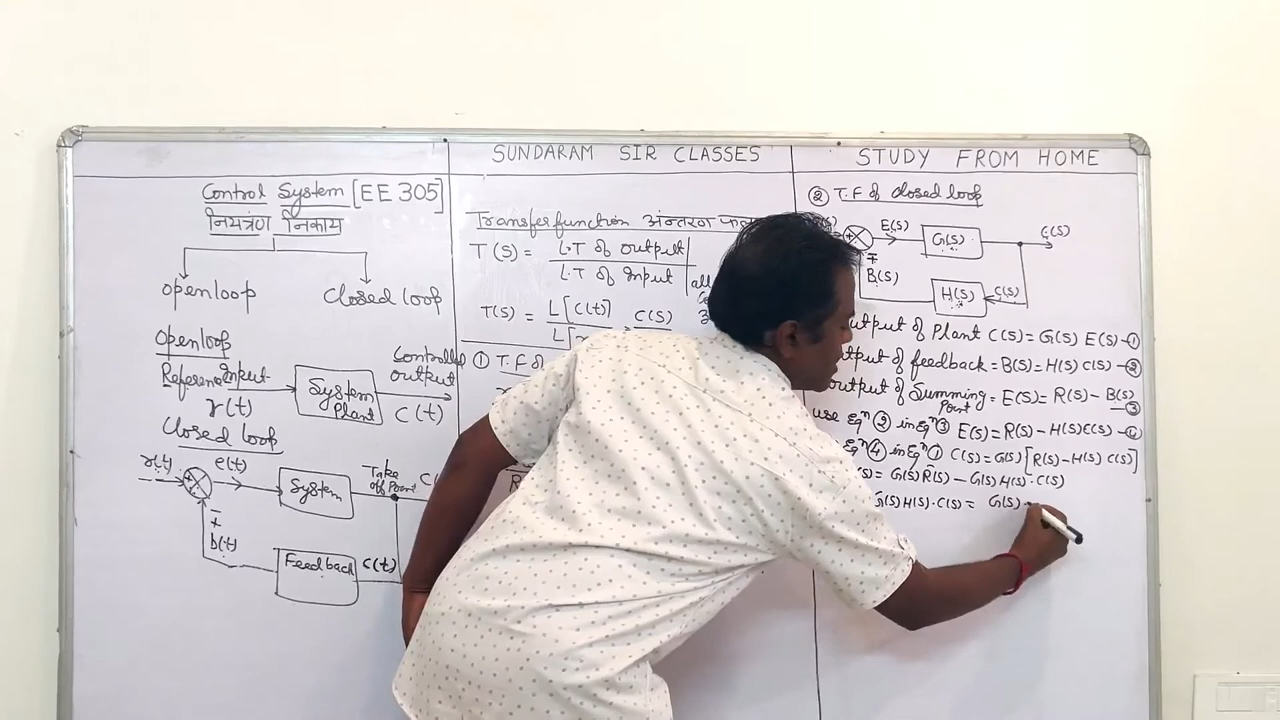 SUNDARAM SIR CLASSES
STUDY FROM HOME
Control System [EE 305]
नियंत्रण निकाय
openloop
Closed loop
Openloop
Reference Input
r(t)
System Plant
Controlled output
C(t)
Closed loop
r(t)
e(t)
+
System
Take off Point
-
+
b(t)
Feedback
C(t)
Transfer function अंतरण
T(S) = L.T of output / L.T of Input
T(S) = L[C(t)]
C(S)
① T.F of
② T.F of closed loop
E(S)
G(S)
C(S)
B(S)
H(S)
C(S)
of Plant C(S) = G(S) E(S) - ①
of feedback = B(S) = H(S) C(S) - ②
output of Summing Point = E(S) = R(S) - B(S) - ③
use Eqⁿ ② in Eqⁿ ③ E(S) = R(S) - H(S) C(S) - ④
Eqⁿ ④ in Eqⁿ ① C(S) = G(S) [R(S) - H(S) C(S)]
= G(S) R(S) - G(S) H(S) · C(S)
G(S) H(S) · C(S) = G(S) ·